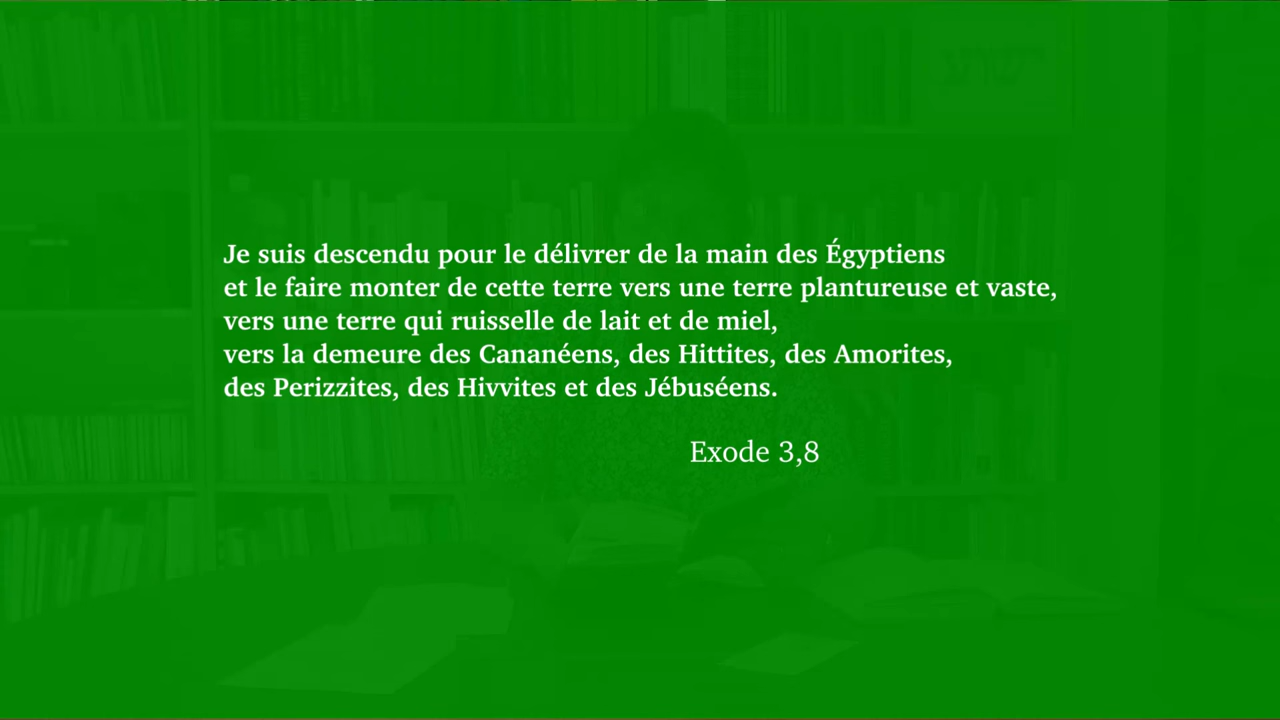 Je suis descendu pour le délivrer de la main des Égyptiens
et le faire monter de cette terre vers une terre plantureuse et vaste,
vers une terre qui ruisselle de lait et de miel,
vers la demeure des Cananéens, des Hittites, des Amorites,
des Perizzites, des Hivvites et des Jébuséens.
Exode 3,8